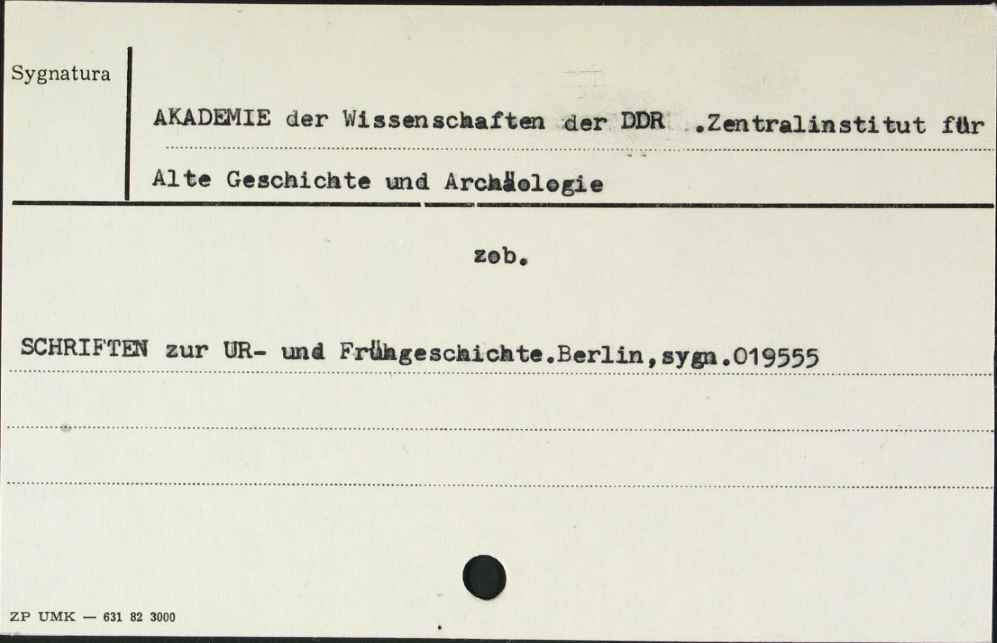 Sygnatura
AKADEMIE der Wissenschaften der DDR .Zentralinstitut für
Alte Geschichte und Archäologie
zob.
SCHRIFTEN zur UR- und Frühgeschichte.Berlin,sygn.019555
ZP UMK — 631 82 3000